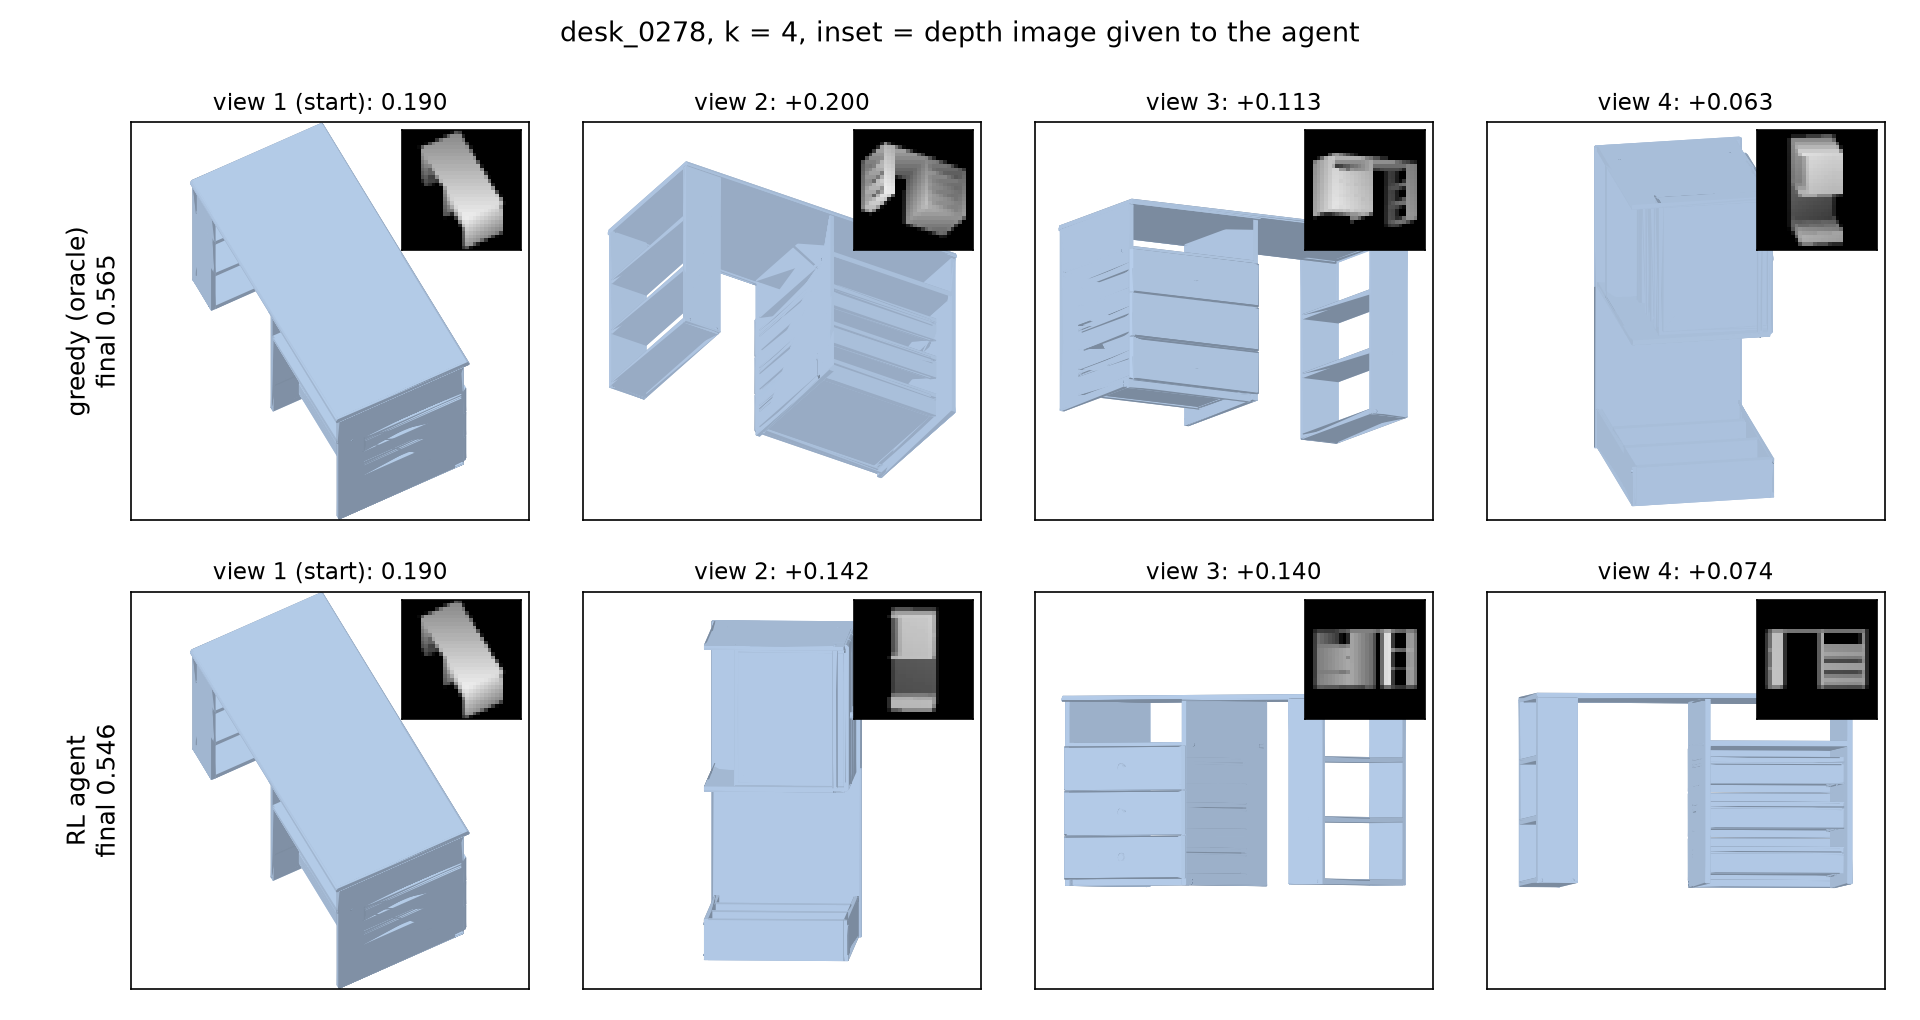 desk_0278, k = 4, inset = depth image given to the agent
view 1 (start): 0.190
view 2: +0.200
view 3: +0.113
view 4: +0.063
greedy (oracle)
final 0.565
view 1 (start): 0.190
view 2: +0.142
view 3: +0.140
view 4: +0.074
RL agent
final 0.546